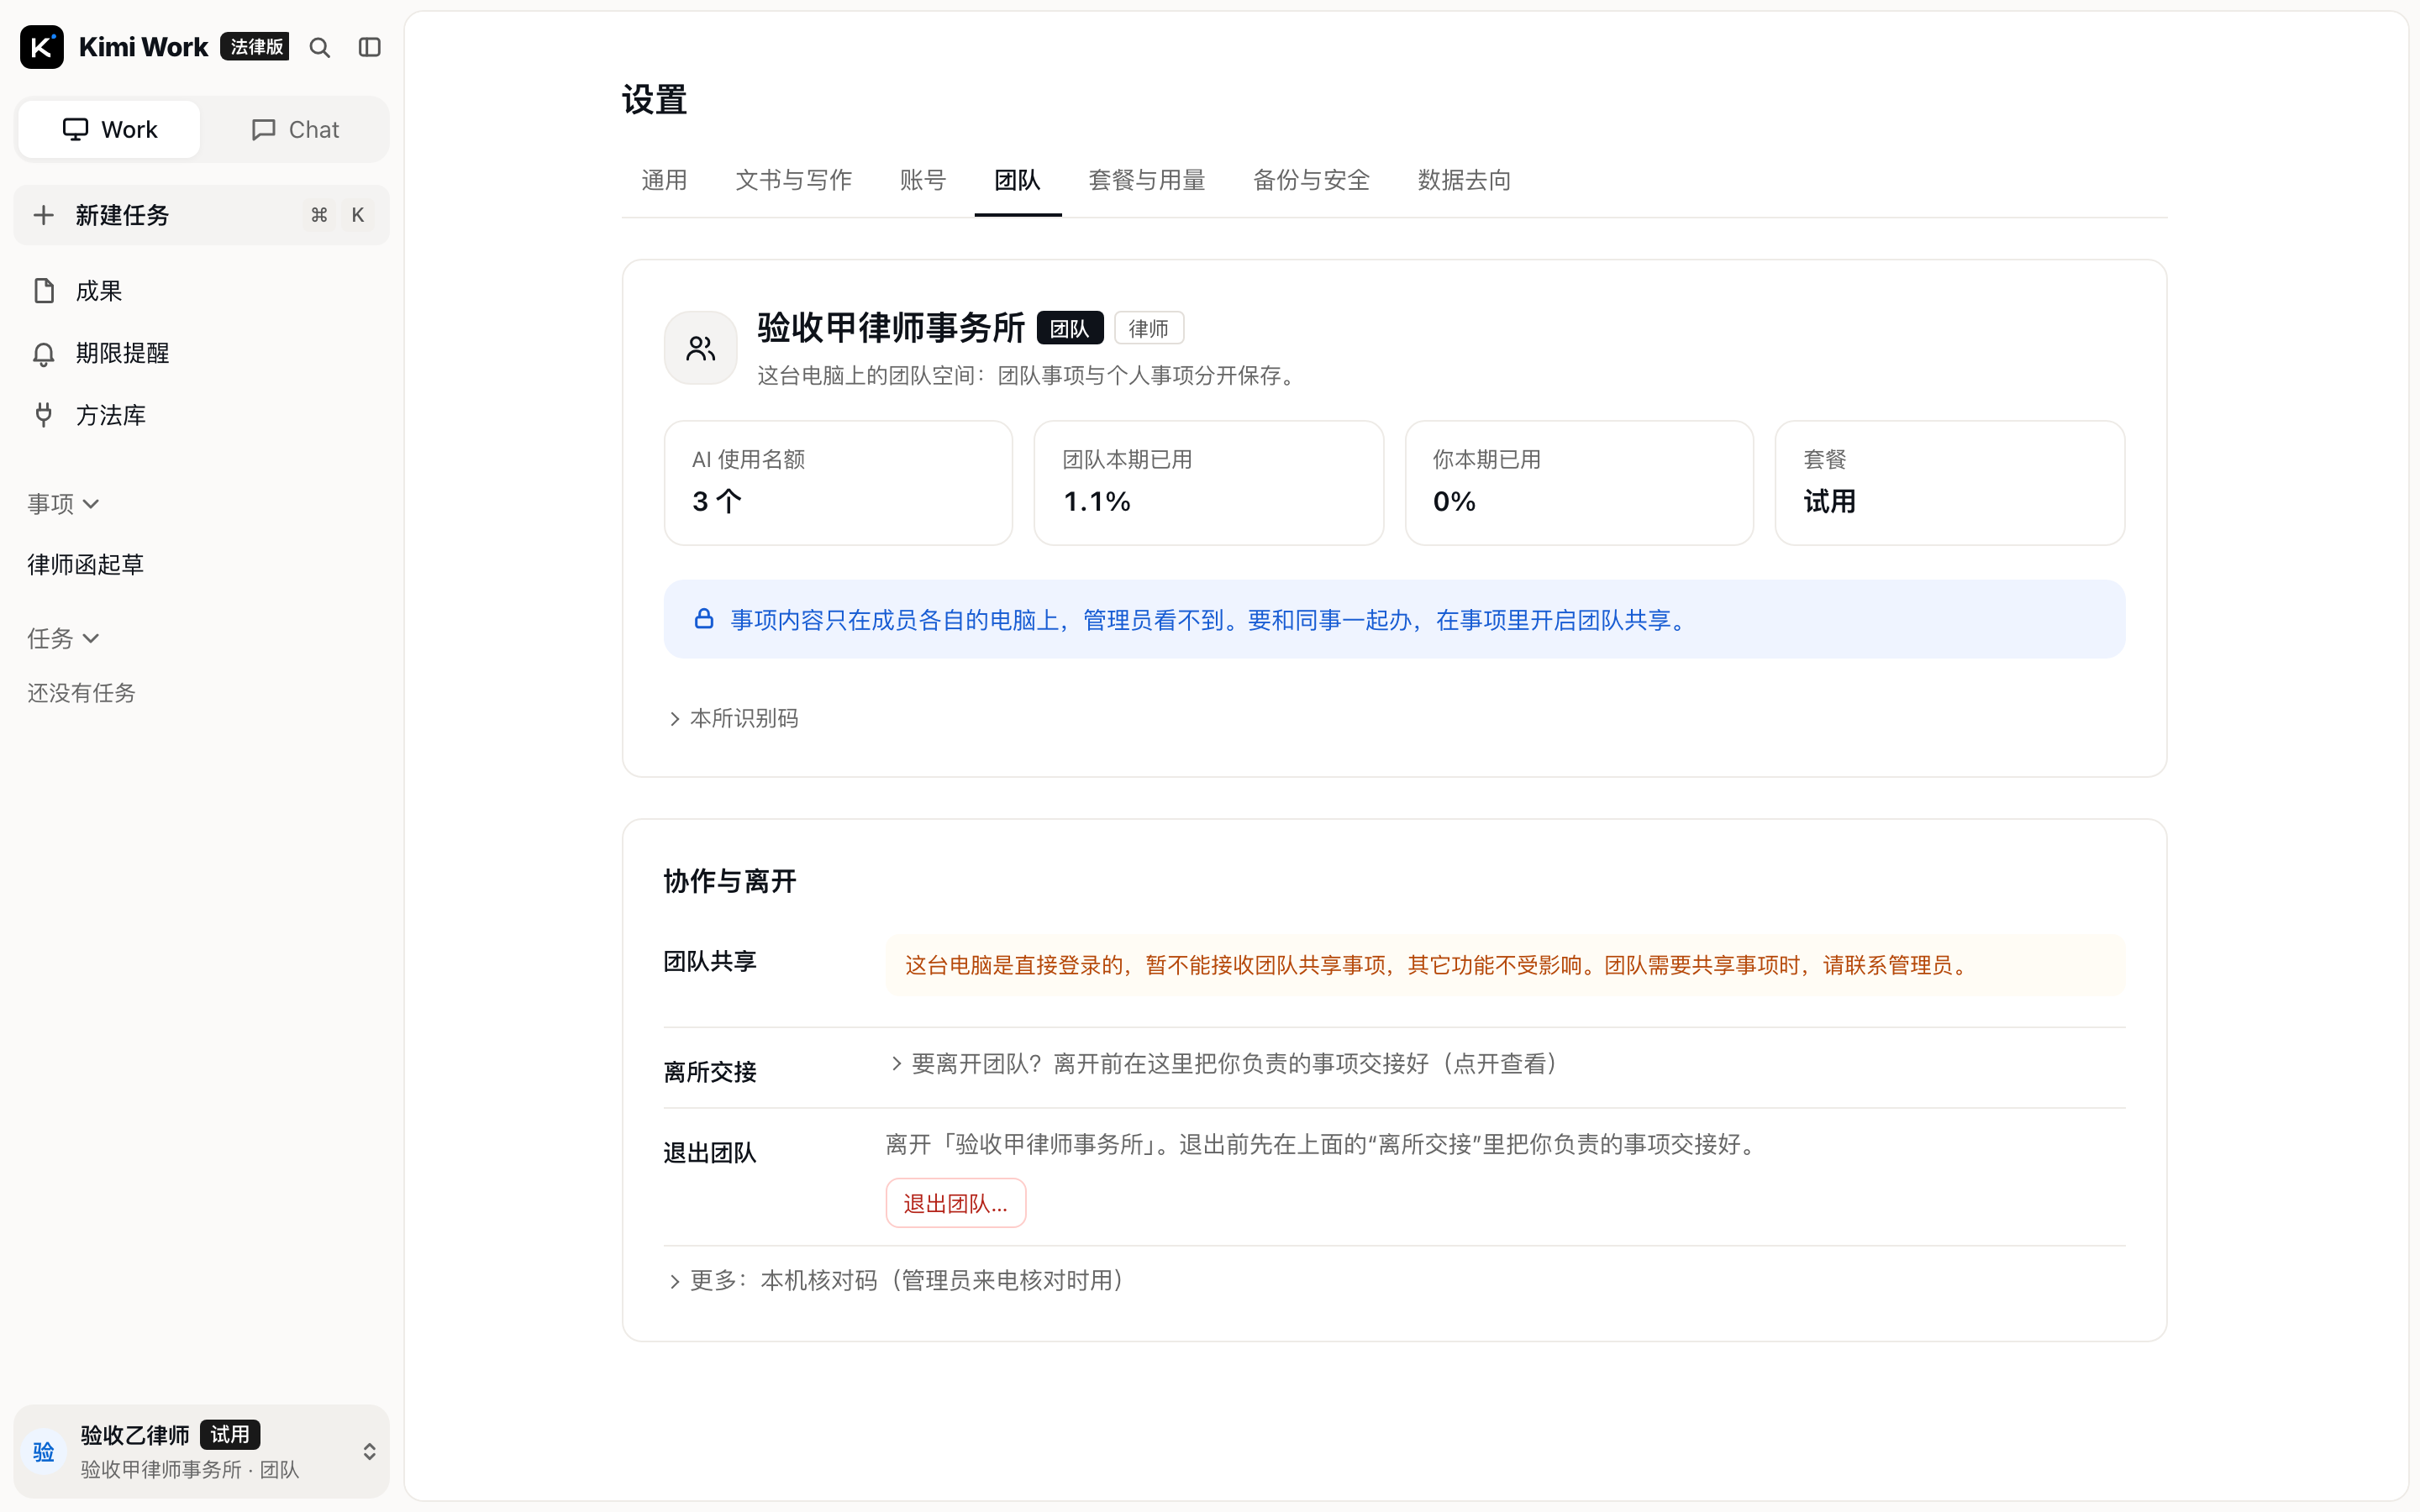 Kimi Work 法律版
Work
Chat
新建任务 ⌘ K
成果
期限提醒
方法库
事项
律师函起草
任务
还没有任务
验 验收乙律师 试用
验收甲律师事务所 · 团队
设置
通用 文书与写作 账号 团队 套餐与用量 备份与安全 数据去向
验收甲律师事务所 团队 律师
这台电脑上的团队空间：团队事项与个人事项分开保存。
AI 使用名额
3 个
团队本期已用
1.1%
你本期已用
0%
套餐
试用
事项内容只在成员各自的电脑上，管理员看不到。要和同事一起办，在事项里开启团队共享。
本所识别码
协作与离开
团队共享
这台电脑是直接登录的，暂不能接收团队共享事项，其它功能不受影响。团队需要共享事项时，请联系管理员。
离所交接
要离开团队？离开前在这里把你负责的事项交接好（点开查看）
退出团队
离开「验收甲律师事务所」。退出前先在上面的“离所交接”里把你负责的事项交接好。
退出团队...
更多：本机核对码（管理员来电核对时用）